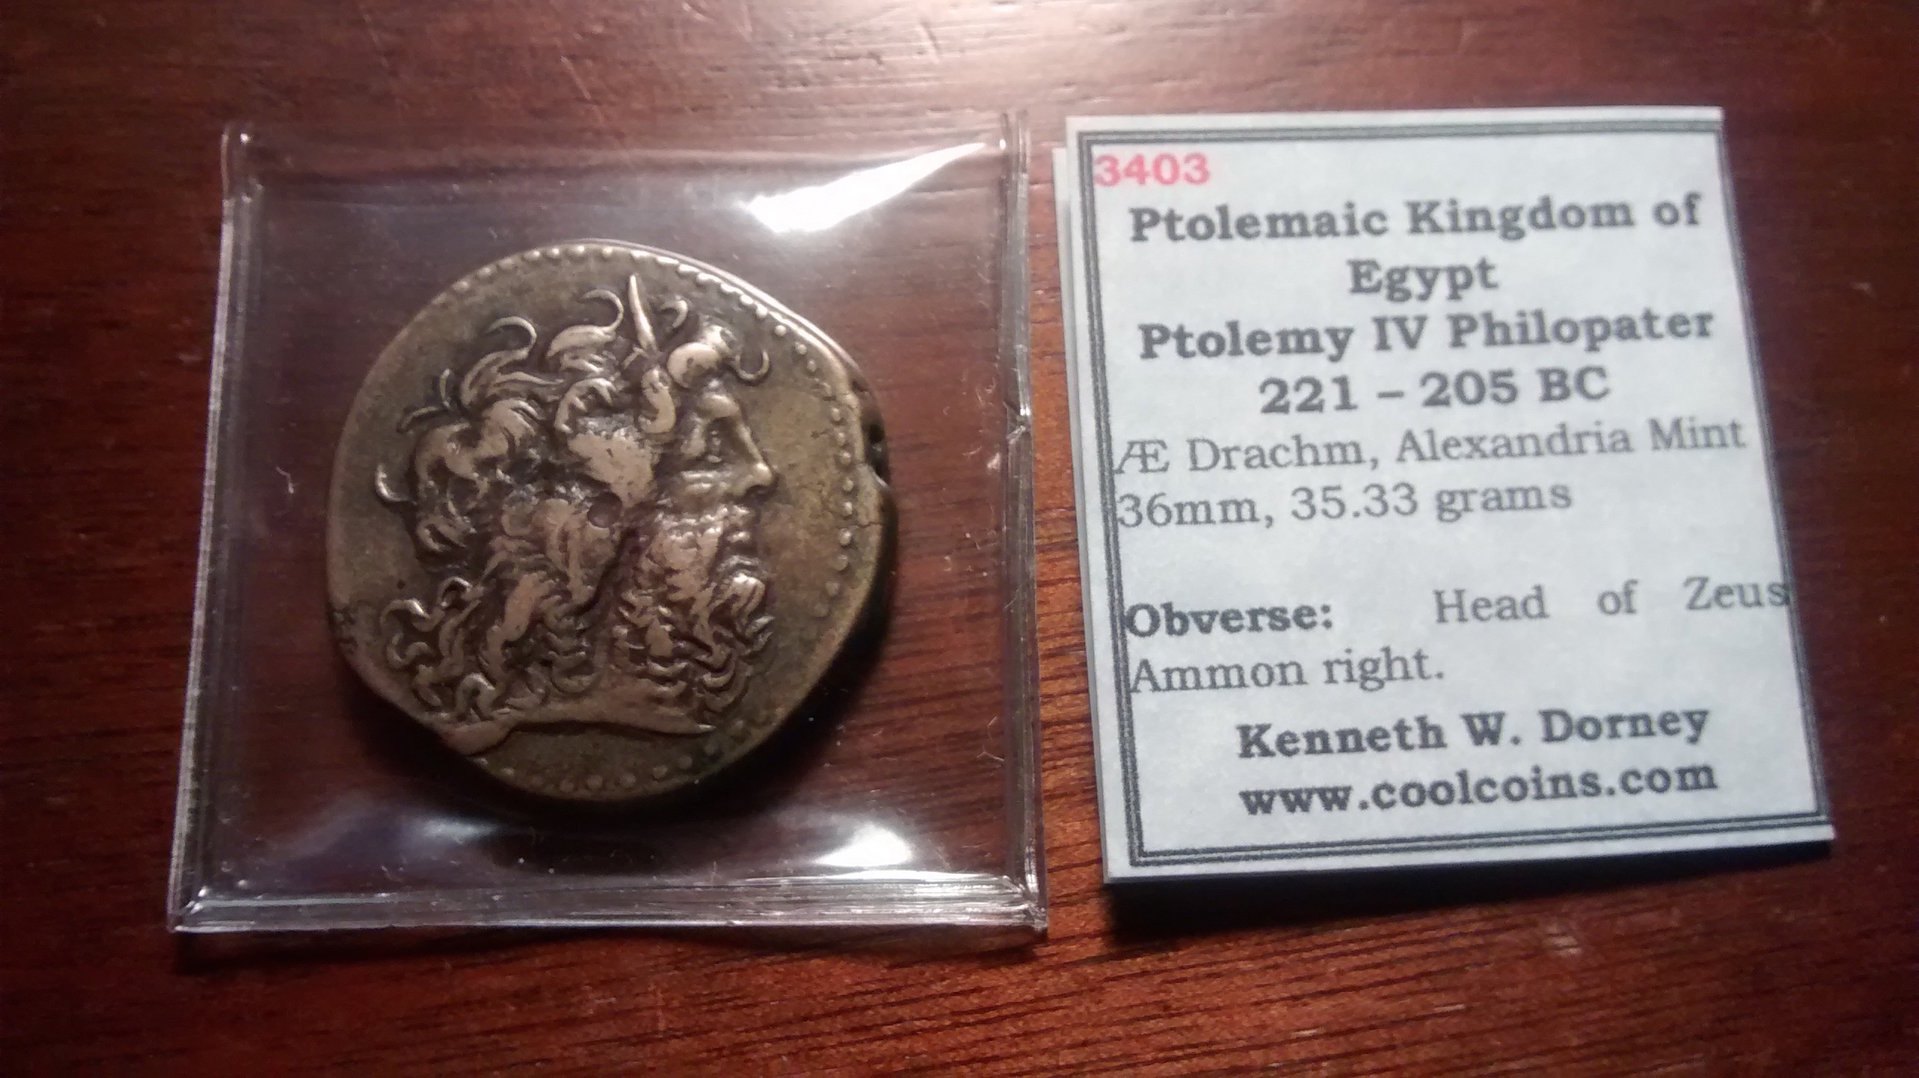 3403
Ptolemaic Kingdom of
Egypt
Ptolemy IV Philopater
221 – 205 BC
Æ Drachm, Alexandria Mint
36mm, 35.33 grams
Obverse: Head of Zeus
Ammon right.
Kenneth W. Dorney
www.coolcoins.com